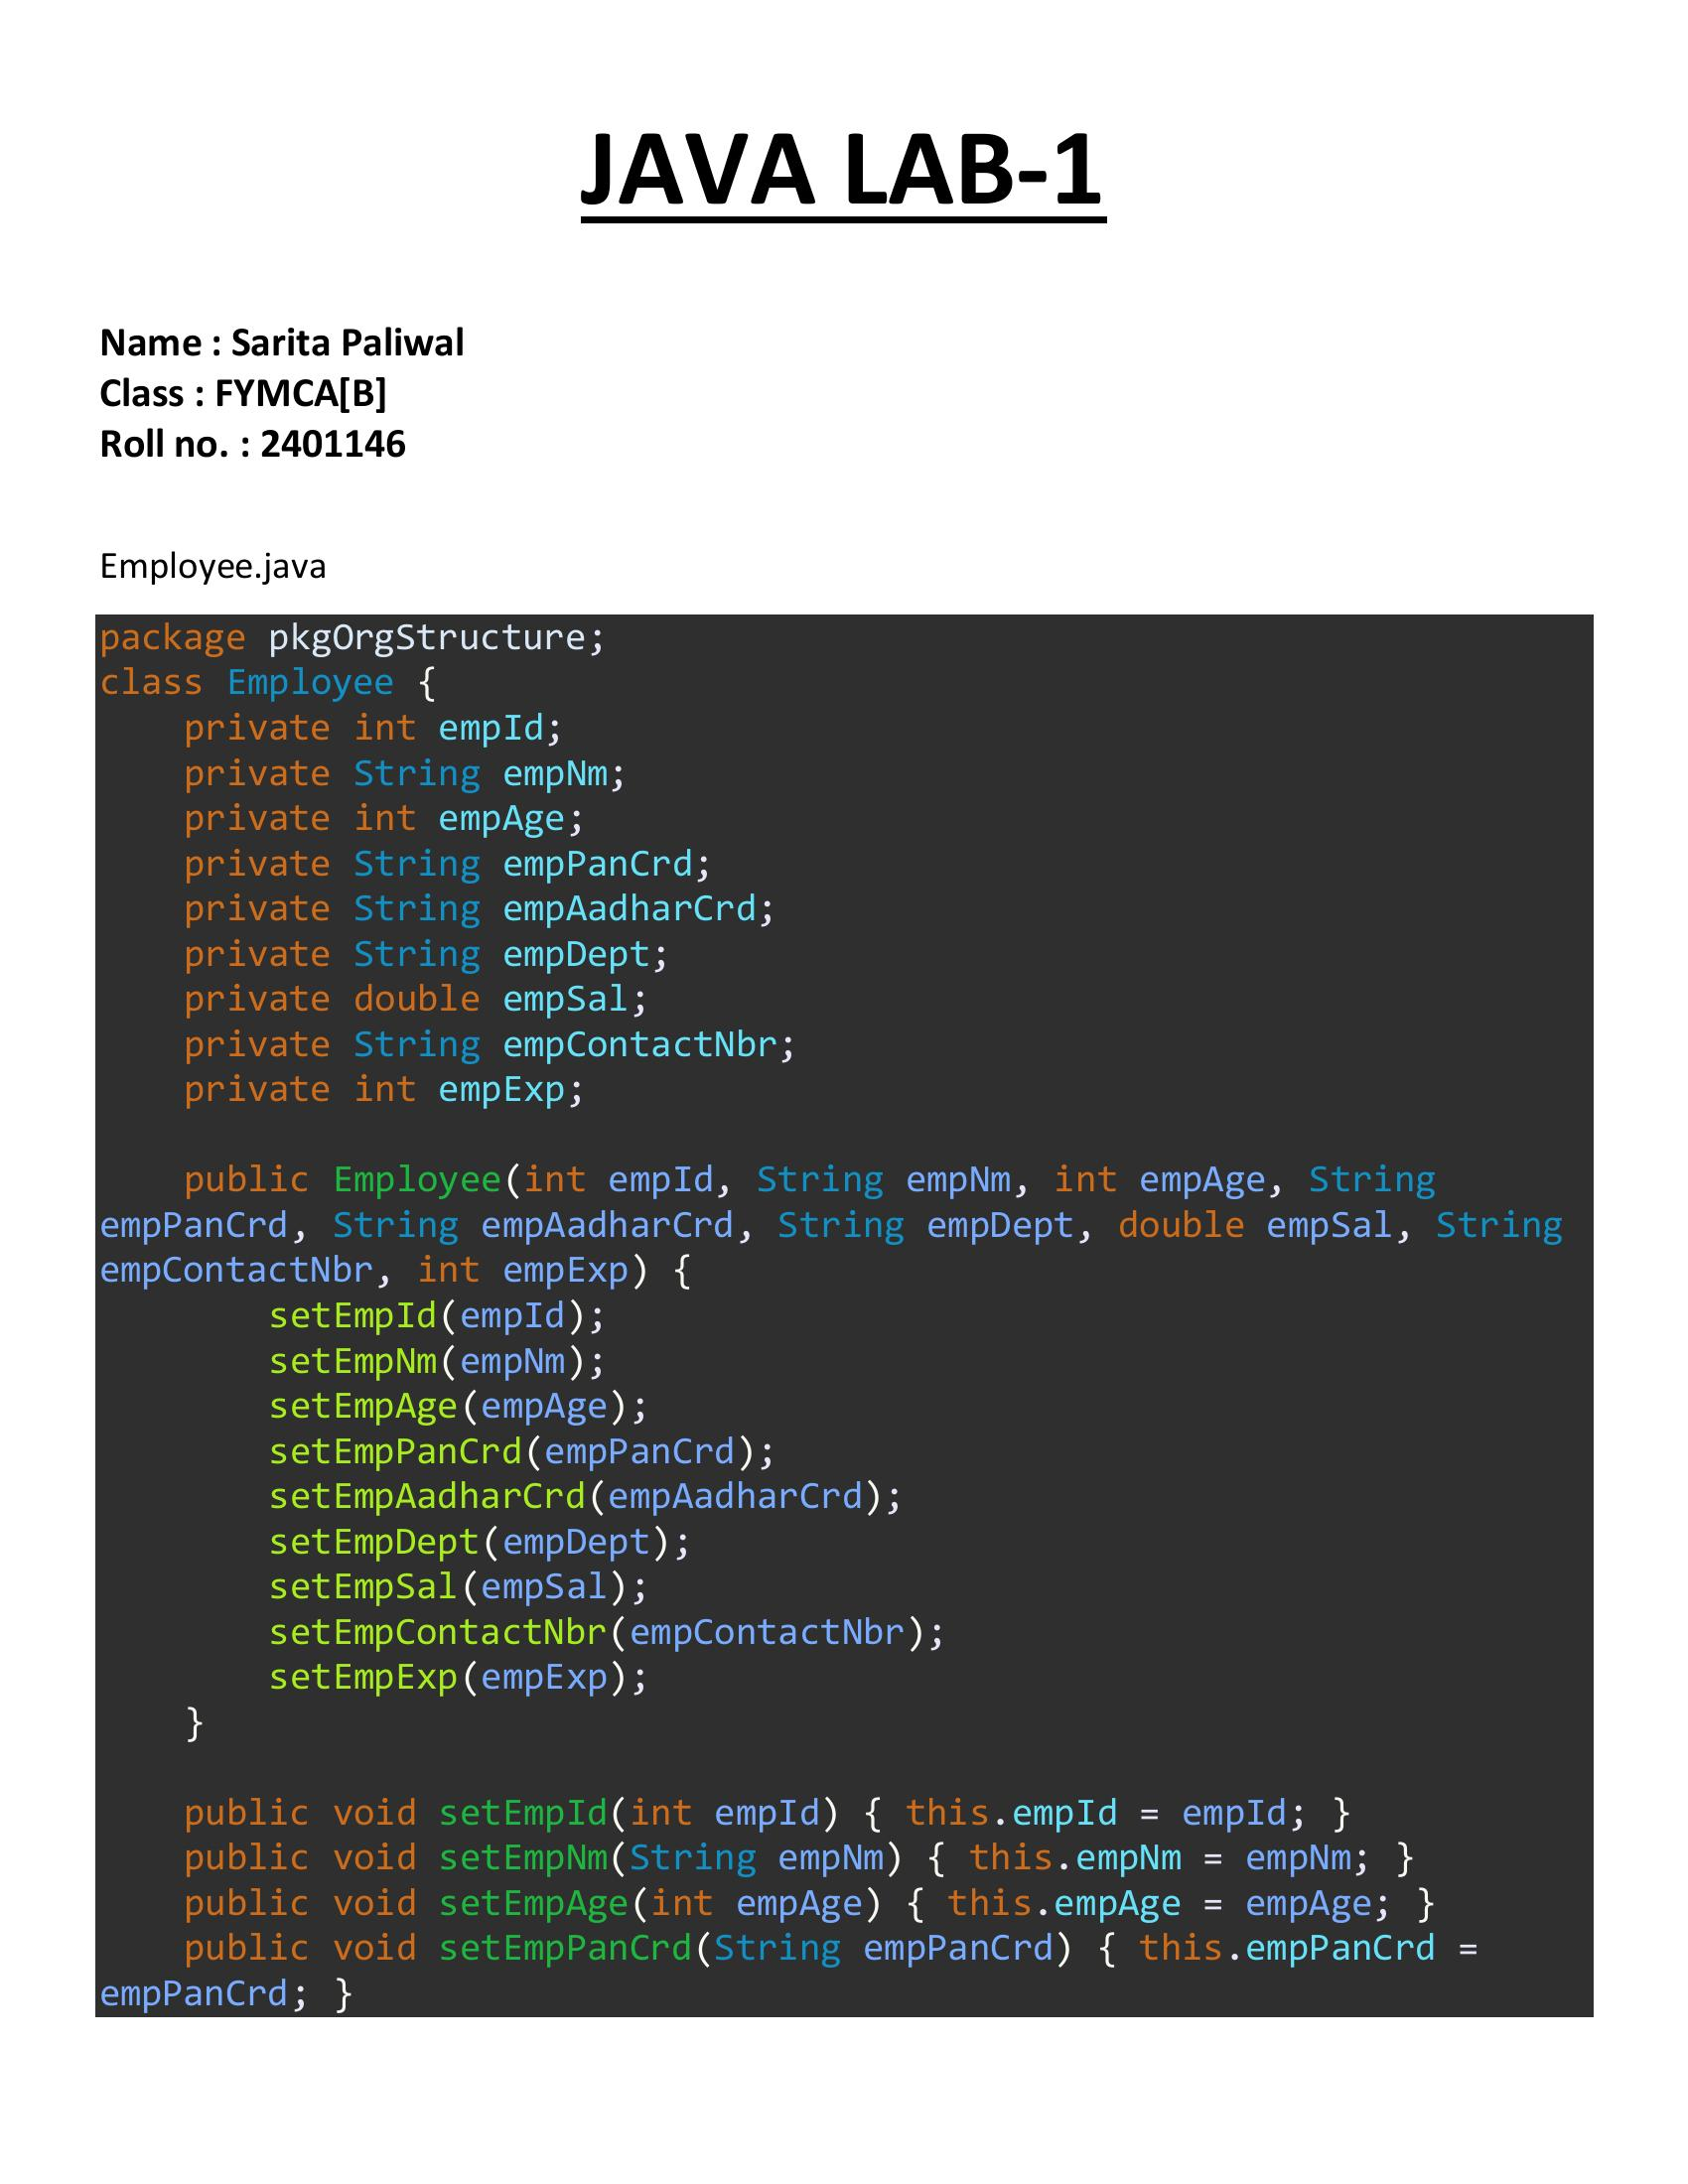 JAVA LAB-1
Name : Sarita Paliwal
Class : FYMCA[B]
Roll no. : 2401146
Employee.java
package pkgOrgStructure;
class Employee {
    private int empId;
    private String empNm;
    private int empAge;
    private String empPanCrd;
    private String empAadharCrd;
    private String empDept;
    private double empSal;
    private String empContactNbr;
    private int empExp;

    public Employee(int empId, String empNm, int empAge, String
empPanCrd, String empAadharCrd, String empDept, double empSal, String
empContactNbr, int empExp) {
        setEmpId(empId);
        setEmpNm(empNm);
        setEmpAge(empAge);
        setEmpPanCrd(empPanCrd);
        setEmpAadharCrd(empAadharCrd);
        setEmpDept(empDept);
        setEmpSal(empSal);
        setEmpContactNbr(empContactNbr);
        setEmpExp(empExp);
    }

    public void setEmpId(int empId) { this.empId = empId; }
    public void setEmpNm(String empNm) { this.empNm = empNm; }
    public void setEmpAge(int empAge) { this.empAge = empAge; }
    public void setEmpPanCrd(String empPanCrd) { this.empPanCrd =
empPanCrd; }